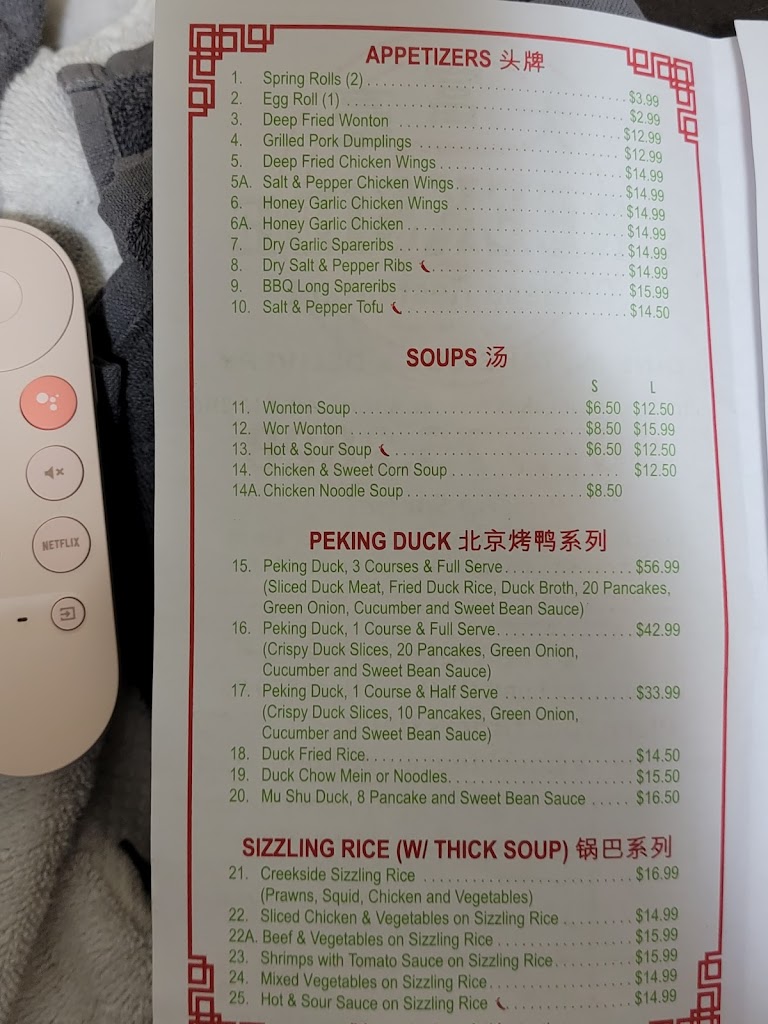 APPETIZERS 头牌
1. Spring Rolls (2) $3.99
2. Egg Roll (1) $2.99
3. Deep Fried Wonton $12.99
4. Grilled Pork Dumplings $12.99
5. Deep Fried Chicken Wings $14.99
5A. Salt & Pepper Chicken Wings $14.99
6. Honey Garlic Chicken Wings $14.99
6A. Honey Garlic Chicken $14.99
7. Dry Garlic Spareribs $14.99
8. Dry Salt & Pepper Ribs $14.99
9. BBQ Long Spareribs $15.99
10. Salt & Pepper Tofu $14.50
SOUPS 汤
S L
11. Wonton Soup $6.50 $12.50
12. Wor Wonton $8.50 $15.99
13. Hot & Sour Soup $6.50 $12.50
14. Chicken & Sweet Corn Soup $12.50
14A. Chicken Noodle Soup $8.50
PEKING DUCK 北京烤鸭系列
15. Peking Duck, 3 Courses & Full Serve $56.99
(Sliced Duck Meat, Fried Duck Rice, Duck Broth, 20 Pancakes,
Green Onion, Cucumber and Sweet Bean Sauce)
16. Peking Duck, 1 Course & Full Serve $42.99
(Crispy Duck Slices, 20 Pancakes, Green Onion,
Cucumber and Sweet Bean Sauce)
17. Peking Duck, 1 Course & Half Serve $33.99
(Crispy Duck Slices, 10 Pancakes, Green Onion,
Cucumber and Sweet Bean Sauce)
18. Duck Fried Rice $14.50
19. Duck Chow Mein or Noodles $15.50
20. Mu Shu Duck, 8 Pancake and Sweet Bean Sauce $16.50
SIZZLING RICE (W/ THICK SOUP) 锅巴系列
21. Creekside Sizzling Rice $16.99
(Prawns, Squid, Chicken and Vegetables)
22. Sliced Chicken & Vegetables on Sizzling Rice $14.99
22A. Beef & Vegetables on Sizzling Rice $15.99
23. Shrimps with Tomato Sauce on Sizzling Rice $15.99
24. Mixed Vegetables on Sizzling Rice $14.99
25. Hot & Sour Sauce on Sizzling Rice $14.99
NETFLIX